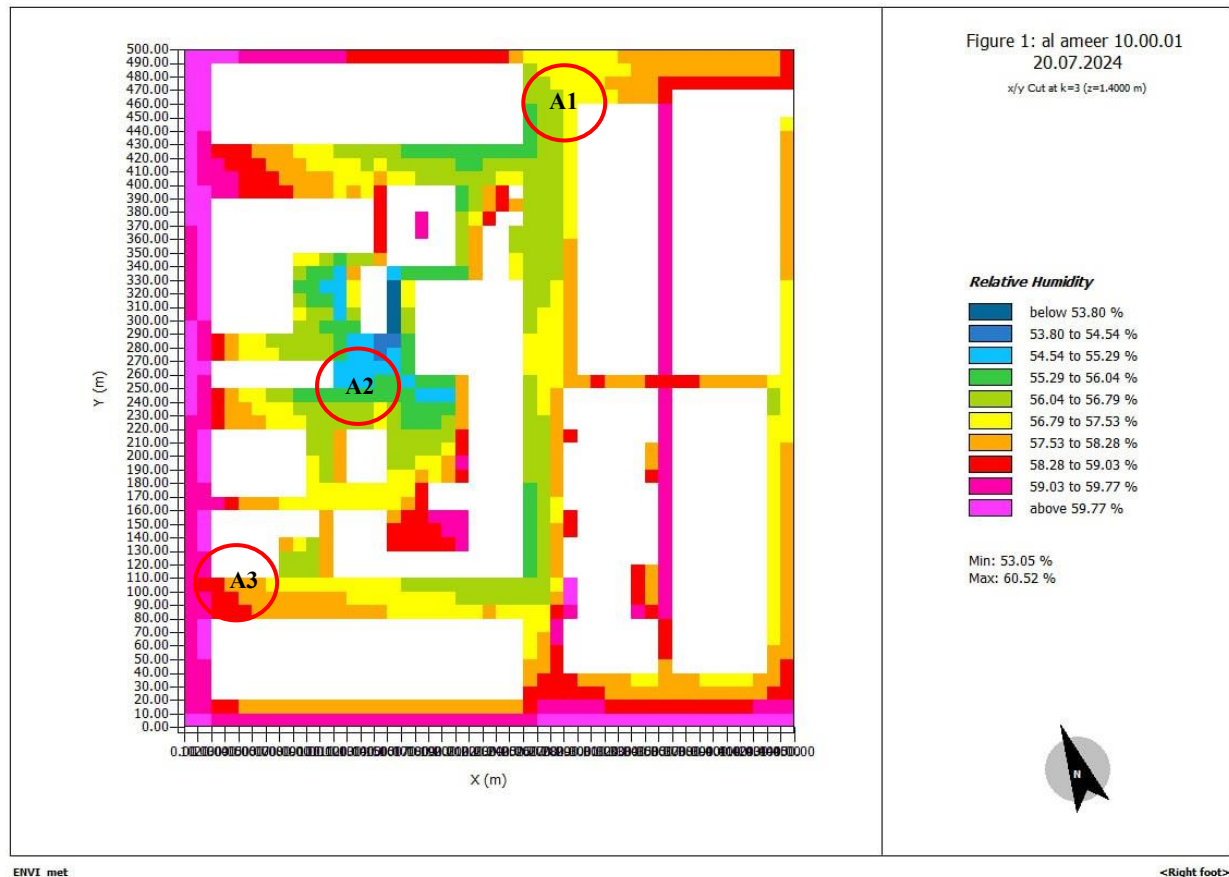 Figure 1: al ameer 10.00.01
20.07.2024
x/y Cut at k=3 (z=1.4000 m)
500.00
490.00
480.00
470.00
460.00
450.00
440.00
430.00
420.00
410.00
400.00
390.00
380.00
370.00
360.00
350.00
340.00
330.00
320.00
310.00
300.00
290.00
280.00
270.00
260.00
250.00
240.00
230.00
220.00
210.00
200.00
190.00
180.00
170.00
160.00
150.00
140.00
130.00
120.00
110.00
100.00
90.00
80.00
70.00
60.00
50.00
40.00
30.00
20.00
10.00
0.00
Y (m)
A1
A2
A3
X (m)
Relative Humidity
below 53.80 %
53.80 to 54.54 %
54.54 to 55.29 %
55.29 to 56.04 %
56.04 to 56.79 %
56.79 to 57.53 %
57.53 to 58.28 %
58.28 to 59.03 %
59.03 to 59.77 %
above 59.77 %
Min: 53.05 %
Max: 60.52 %
N
ENVI_met
<Right foot>